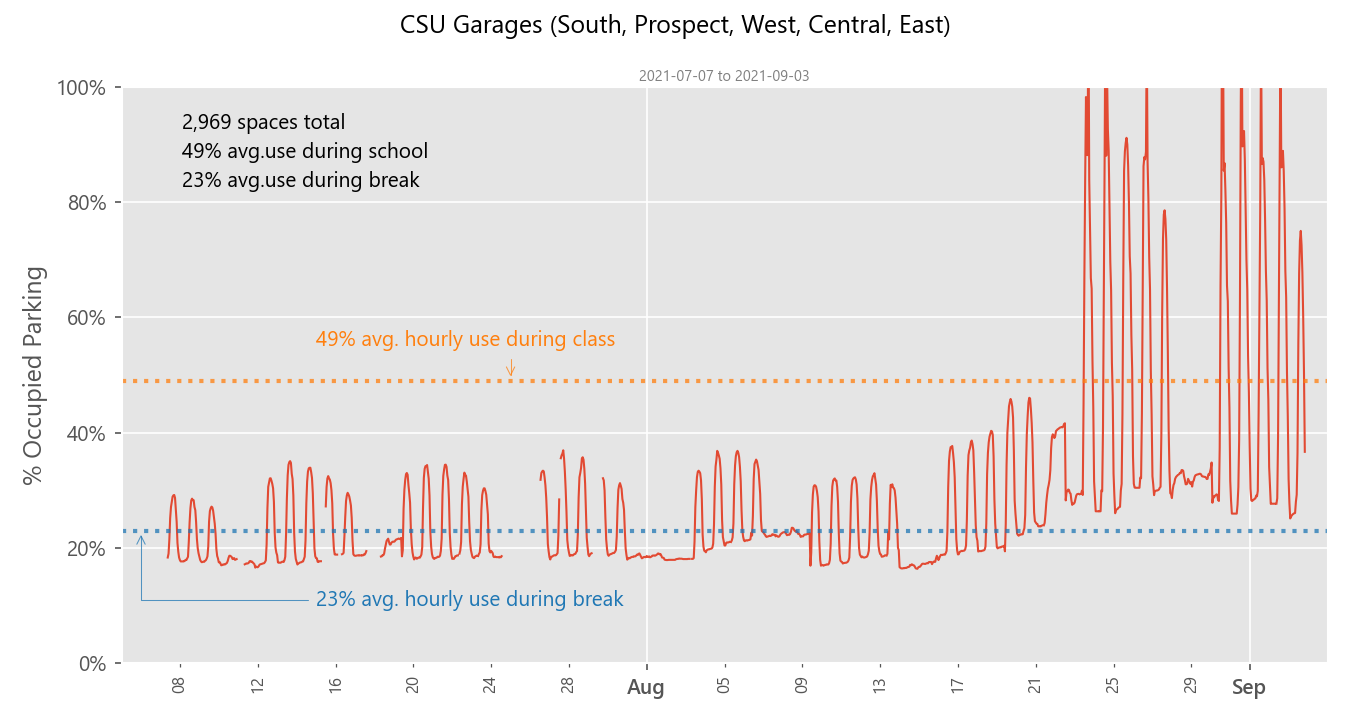 CSU Garages (South, Prospect, West, Central, East)
2021-07-07 to 2021-09-03
100%
80%
60%
40%
20%
0%
% Occupied Parking
2,969 spaces total
49% avg.use during school
23% avg.use during break
49% avg. hourly use during class
23% avg. hourly use during break
08
12
16
20
24
28
Aug
05
09
13
17
21
25
29
Sep